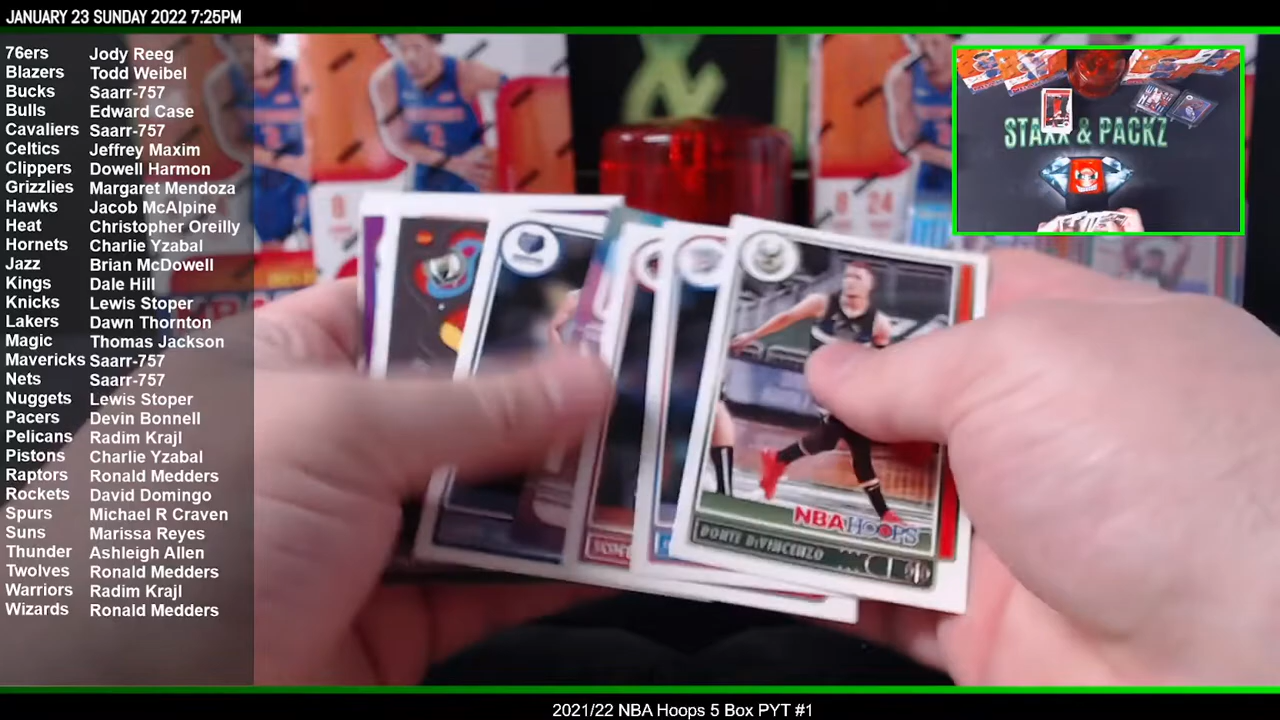 JANUARY 23 SUNDAY 2022 7:25PM
76ers Jody Reeg
Blazers Todd Weibel
Bucks Saarr-757
Bulls Edward Case
Cavaliers Saarr-757
Celtics Jeffrey Maxim
Clippers Dowell Harmon
Grizzlies Margaret Mendoza
Hawks Jacob McAlpine
Heat Christopher Oreilly
Hornets Charlie Yzabal
Jazz Brian McDowell
Kings Dale Hill
Knicks Lewis Stoper
Lakers Dawn Thornton
Magic Thomas Jackson
Mavericks Saarr-757
Nets Saarr-757
Nuggets Lewis Stoper
Pacers Devin Bonnell
Pelicans Radim Krajl
Pistons Charlie Yzabal
Raptors Ronald Medders
Rockets David Domingo
Spurs Michael R Craven
Suns Marissa Reyes
Thunder Ashleigh Allen
Twolves Ronald Medders
Warriors Radim Krajl
Wizards Ronald Medders
STAXX & PACKZ
8 24
NBA HOOPS
DONTE DiVINCENZO
2021/22 NBA Hoops 5 Box PYT #1